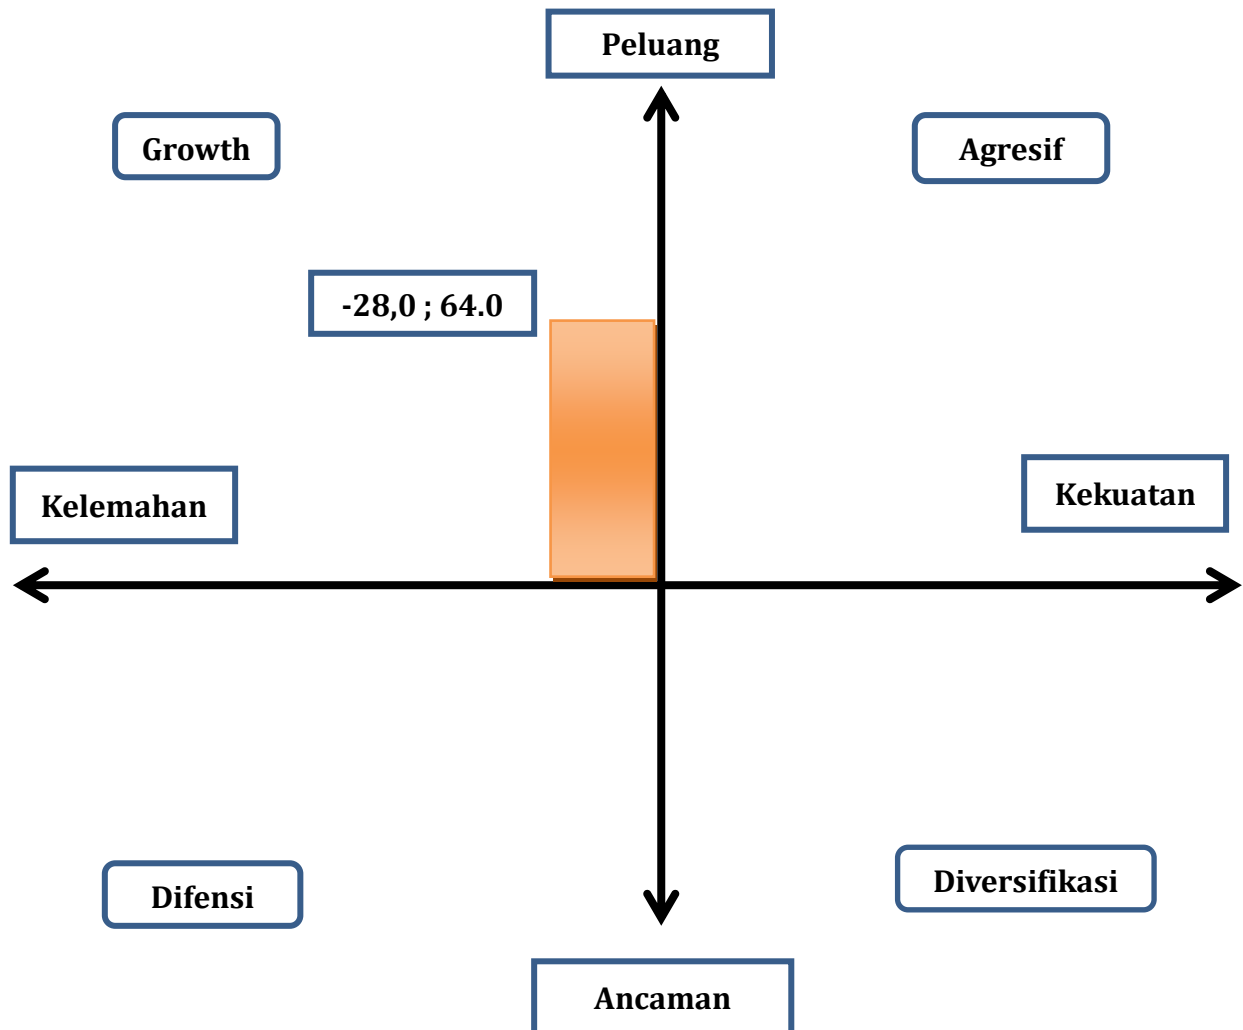 Peluang
Growth
Agresif
-28,0 ; 64.0
Kelemahan
Kekuatan
Difensi
Diversifikasi
Ancaman